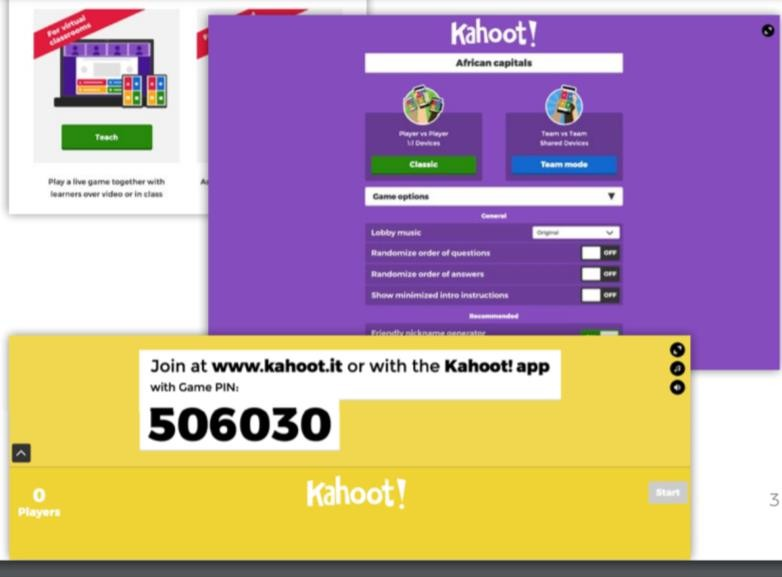 For virtual
classrooms
Teach
Play a live game together with
learners over video or in class
Kahoot!
African capitals
Player vs Player
1:1 Devices
Classic
Team vs Team
Shared Devices
Team mode
Game options
General
Lobby music
Original
Randomize order of questions
OFF
Randomize order of answers
OFF
Show minimized intro instructions
OFF
Recommended
Friendly nickname generator
Join at www.kahoot.it or with the Kahoot! app
with Game PIN:
506030
0
Players
Kahoot!
Start
3